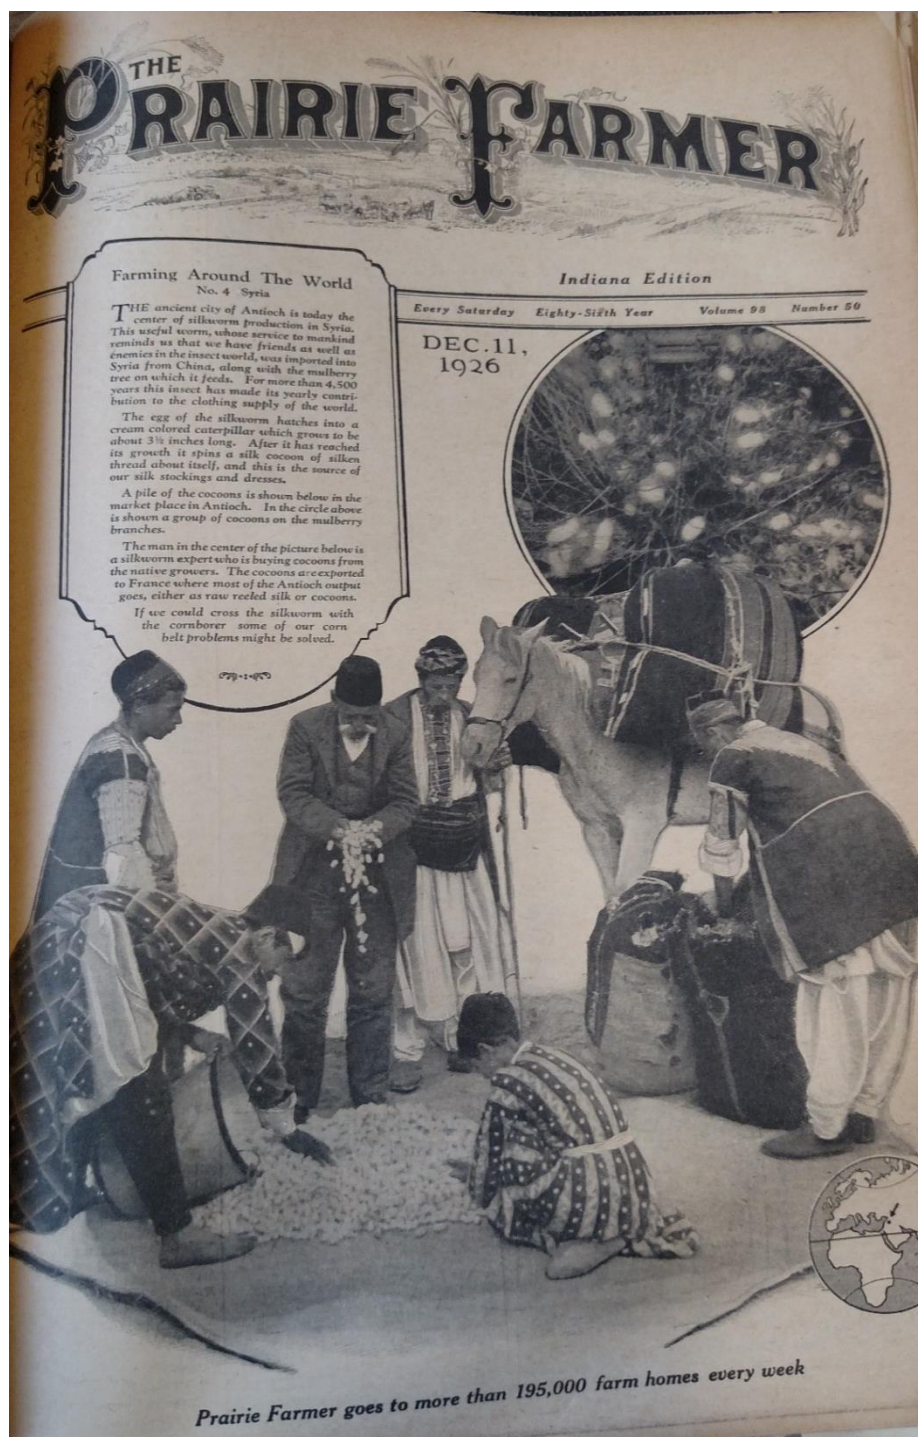 THE
PRAIRIE FARMER
Farming Around The World
No. 4 Syria
THE ancient city of Antioch is today the
center of silkworm production in Syria.
This useful worm, whose service to mankind
reminds us that we have friends as well as
enemies in the insect world, was imported into
Syria from China, along with the mulberry
tree on which it feeds. For more than 4,500
years this insect has made its yearly contri-
bution to the clothing supply of the world.
The egg of the silkworm hatches into a
cream colored caterpillar which grows to be
about 3½ inches long. After it has reached
its growth it spins a silk cocoon of silken
thread about itself, and this is the source of
our silk stockings and dresses.
A pile of the cocoons is shown below in the
market place in Antioch. In the circle above
is shown a group of cocoons on the mulberry
branches.
The man in the center of the picture below is
a silkworm expert who is buying cocoons from
the native growers. The cocoons are exported
to France where most of the Antioch output
goes, either as raw reeled silk or cocoons.
If we could cross the silkworm with
the cornborer some of our corn
belt problems might be solved.
Indiana Edition
Every Saturday Eighty-Sixth Year Volume 98 Number 50
DEC. 11,
1926
Prairie Farmer goes to more than 195,000 farm homes every week